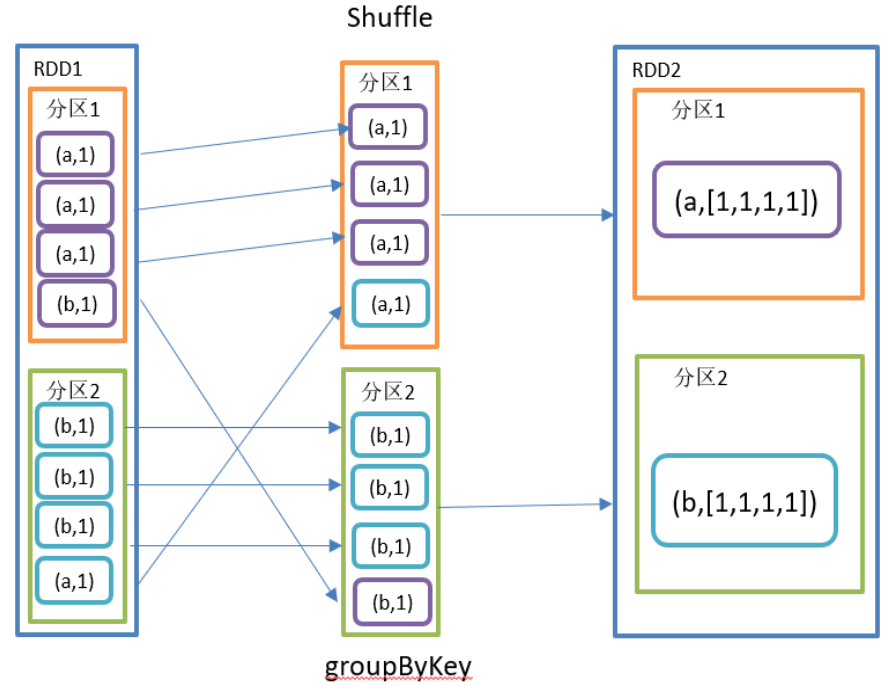 Shuffle
RDD1
分区1
(a,1)
(a,1)
(a,1)
(b,1)
分区2
(b,1)
(b,1)
(b,1)
(a,1)
分区1
(a,1)
(a,1)
(a,1)
(a,1)
分区2
(b,1)
(b,1)
(b,1)
(b,1)
groupByKey
RDD2
分区1
(a,[1,1,1,1])
分区2
(b,[1,1,1,1])